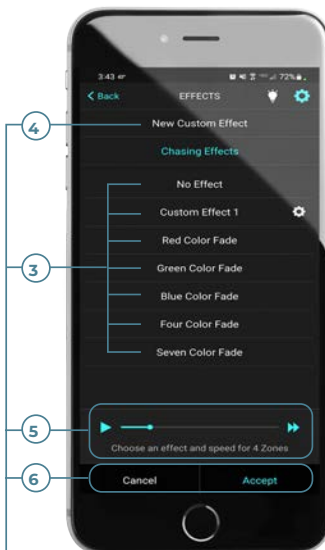 3:43
72%
< Back
EFFECTS
4
New Custom Effect
Chasing Effects
No Effect
Custom Effect 1
Red Color Fade
3
Green Color Fade
Blue Color Fade
Four Color Fade
Seven Color Fade
5
Choose an effect and speed for 4 Zones
6
Cancel
Accept